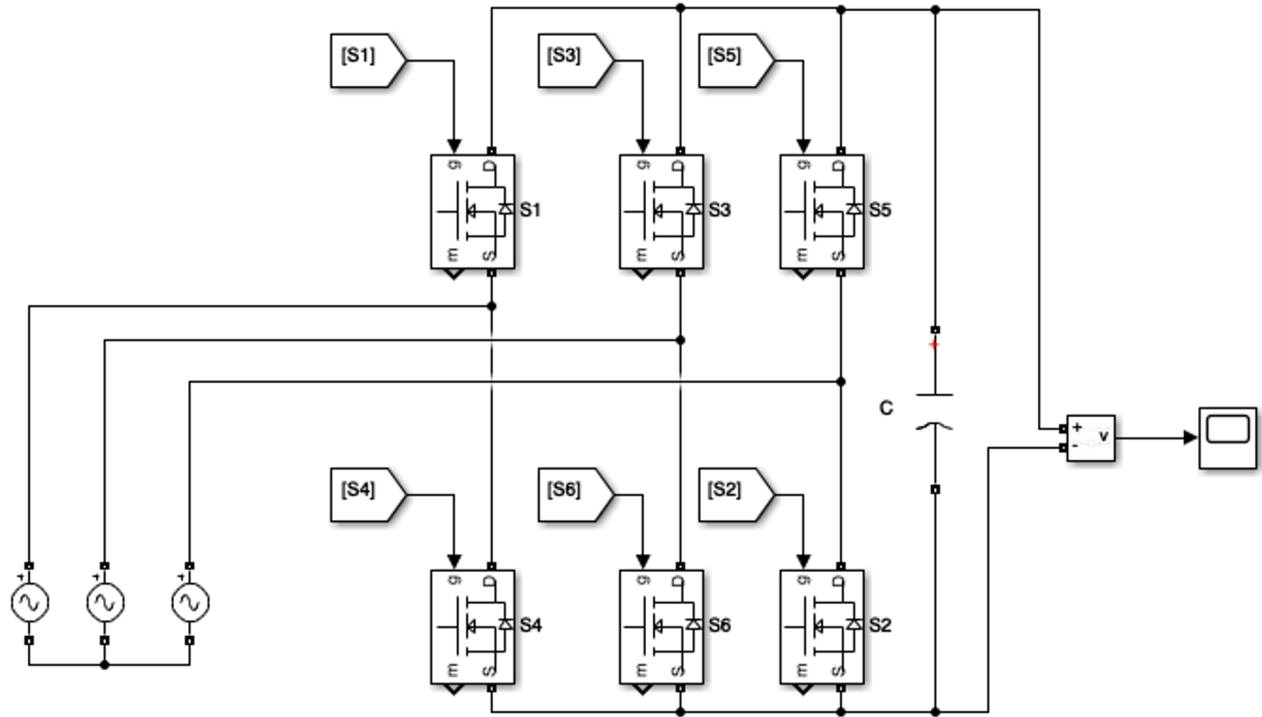 [S1]
[S3]
[S5]
g
D
S1
m
S
g
D
S3
m
S
g
D
S5
m
S
+
C
+
-
v
[S4]
[S6]
[S2]
+
+
+
g
D
S4
m
S
g
D
S6
m
S
g
D
S2
m
S